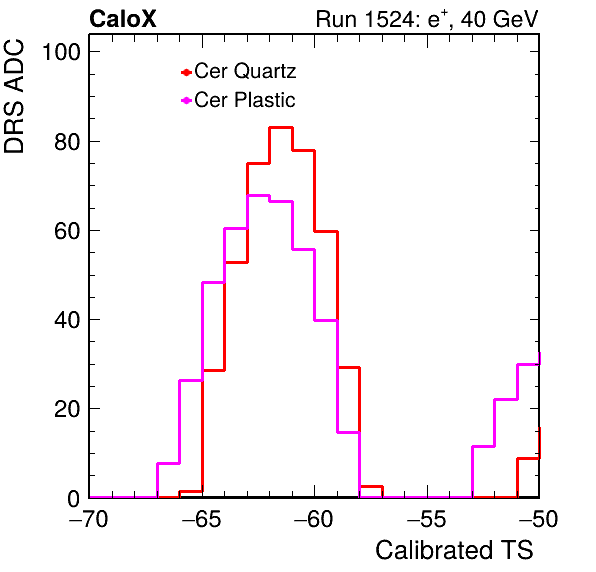 CaloX
Run 1524: e⁺, 40 GeV
DRS ADC
Cer Quartz
Cer Plastic
100
80
60
40
20
0
−70 −65 −60 −55 −50
Calibrated TS